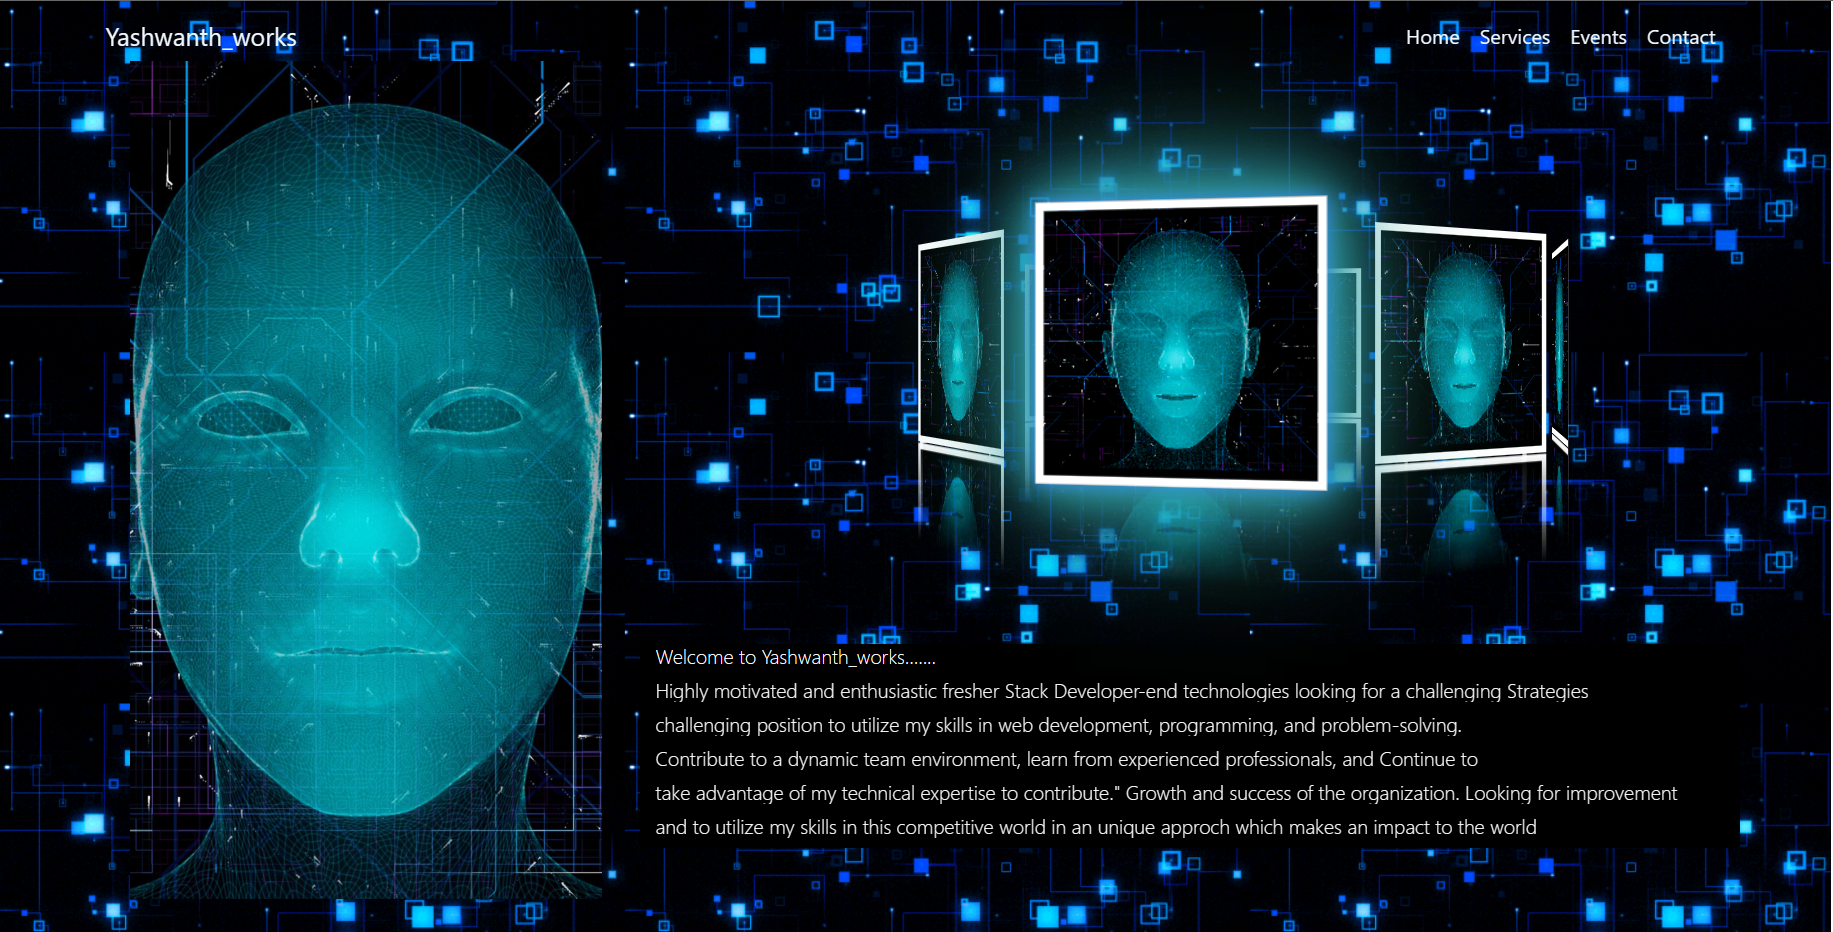 Yashwanth_works
Home Services Events Contact
Welcome to Yashwanth_works.......
Highly motivated and enthusiastic fresher Stack Developer-end technologies looking for a challenging Strategies
challenging position to utilize my skills in web development, programming, and problem-solving.
Contribute to a dynamic team environment, learn from experienced professionals, and Continue to
take advantage of my technical expertise to contribute." Growth and success of the organization. Looking for improvement
and to utilize my skills in this competitive world in an unique approch which makes an impact to the world